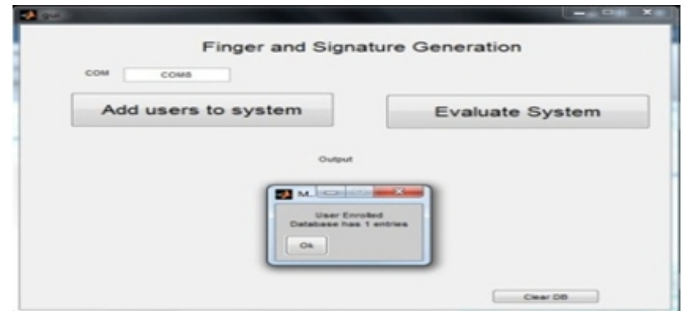 gui
Finger and Signature Generation
COM COM8
Add users to system Evaluate System
Output
M...
User Enrolled
Database has 1 entries
Ok
Clear DB